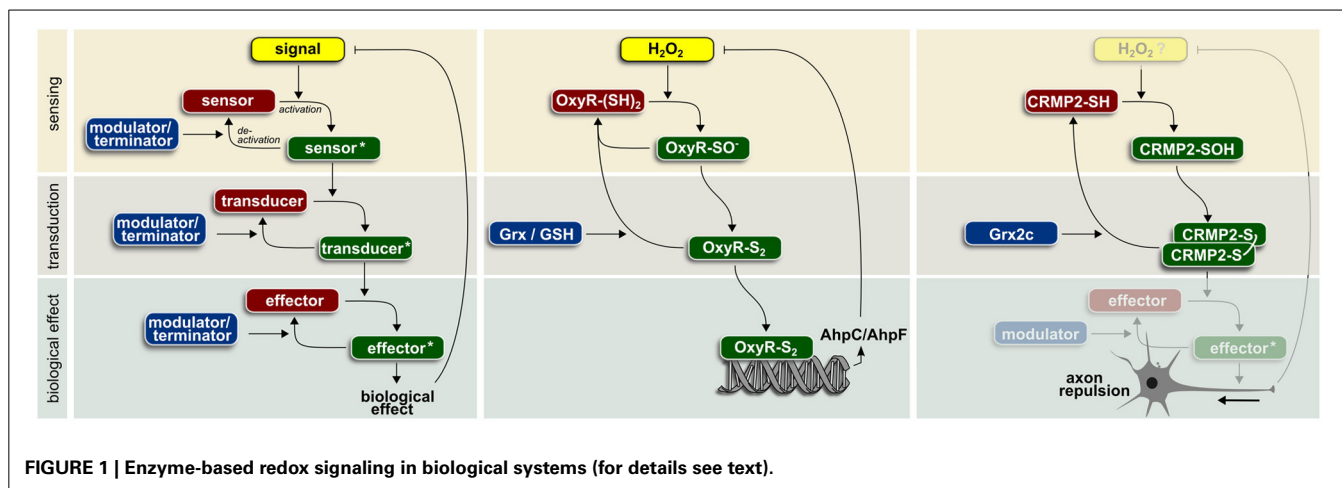 sensing
transduction
biological effect
signal
sensor
activation
modulator/
terminator
de-
activation
sensor*
transducer
modulator/
terminator
transducer*
effector
modulator/
terminator
effector*
biological
effect
H₂O₂
OxyR-(SH)₂
OxyR-SO⁻
Grx / GSH
OxyR-S₂
AhpC/AhpF
OxyR-S₂
H₂O₂ ?
CRMP2-SH
CRMP2-SOH
Grx2c
CRMP2-S
CRMP2-S
effector
modulator
effector*
axon
repulsion
FIGURE 1 | Enzyme-based redox signaling in biological systems (for details see text).